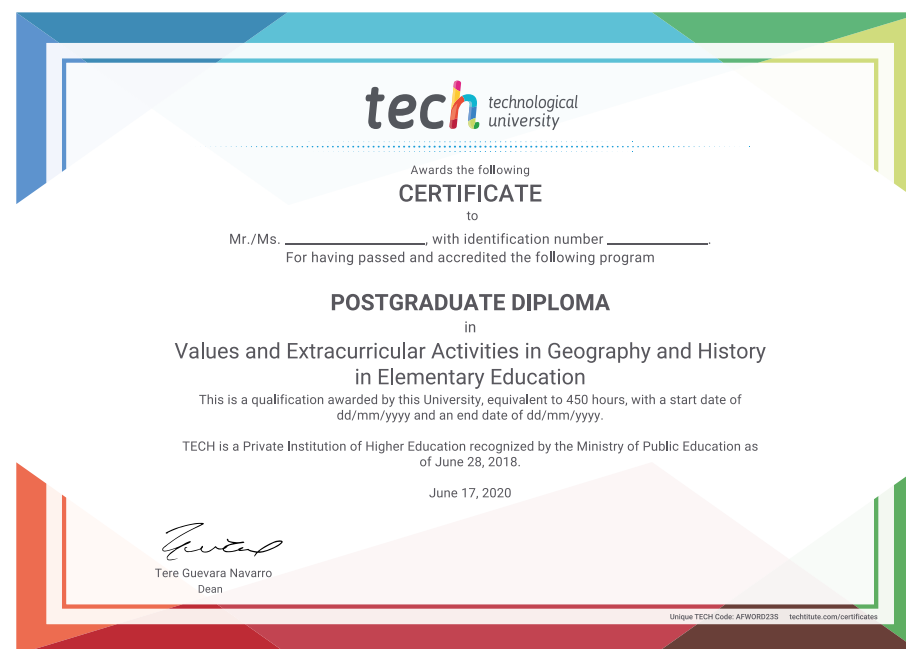 tech technological
university
Awards the following
CERTIFICATE
to
Mr./Ms. ____________________, with identification number ______________.
For having passed and accredited the following program
POSTGRADUATE DIPLOMA
in
Values and Extracurricular Activities in Geography and History
in Elementary Education
This is a qualification awarded by this University, equivalent to 450 hours, with a start date of
dd/mm/yyyy and an end date of dd/mm/yyyy.
TECH is a Private Institution of Higher Education recognized by the Ministry of Public Education as
of June 28, 2018.
June 17, 2020
Tere Guevara Navarro
Dean
Unique TECH Code: AFWORD23S techtitute.com/certificates